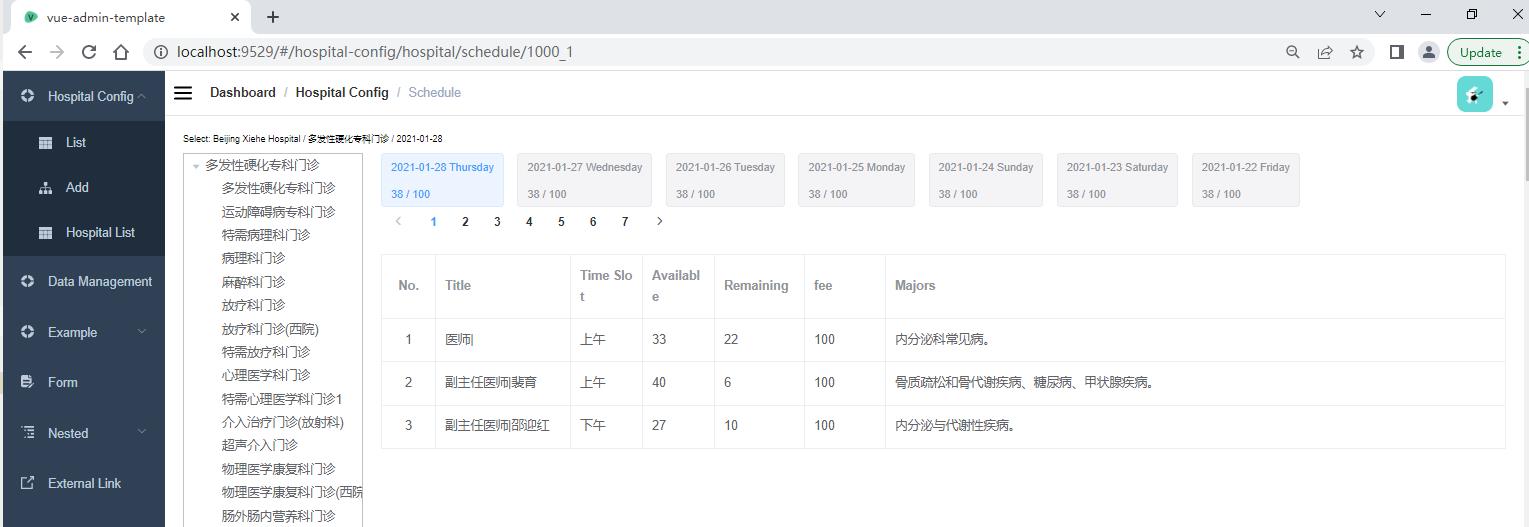 vue-admin-template
localhost:9529/#/hospital-config/hospital/schedule/1000_1
Update
Hospital Config
List
Add
Hospital List
Data Management
Example
Form
Nested
External Link
Dashboard / Hospital Config / Schedule
Select: Beijing Xiehe Hospital / 多发性硬化专科门诊 / 2021-01-28
多发性硬化专科门诊
多发性硬化专科门诊
运动障碍病专科门诊
特需病理科门诊
病理科门诊
麻醉科门诊
放疗科门诊
放疗科门诊(西院)
特需放疗科门诊
心理医学科门诊
特需心理医学科门诊1
介入治疗门诊(放射科)
超声介入门诊
物理医学康复科门诊
物理医学康复科门诊(西院
肠外肠内营养科门诊
2021-01-28 Thursday
38 / 100
2021-01-27 Wednesday
38 / 100
2021-01-26 Tuesday
38 / 100
2021-01-25 Monday
38 / 100
2021-01-24 Sunday
38 / 100
2021-01-23 Saturday
38 / 100
2021-01-22 Friday
38 / 100
1 2 3 4 5 6 7
No. Title Time Slot Available Remaining fee Majors
1 医师| 上午 33 22 100 内分泌科常见病。
2 副主任医师|裴育 上午 40 6 100 骨质疏松和骨代谢疾病、糖尿病、甲状腺疾病。
3 副主任医师|邵迎红 下午 27 10 100 内分泌与代谢性疾病。